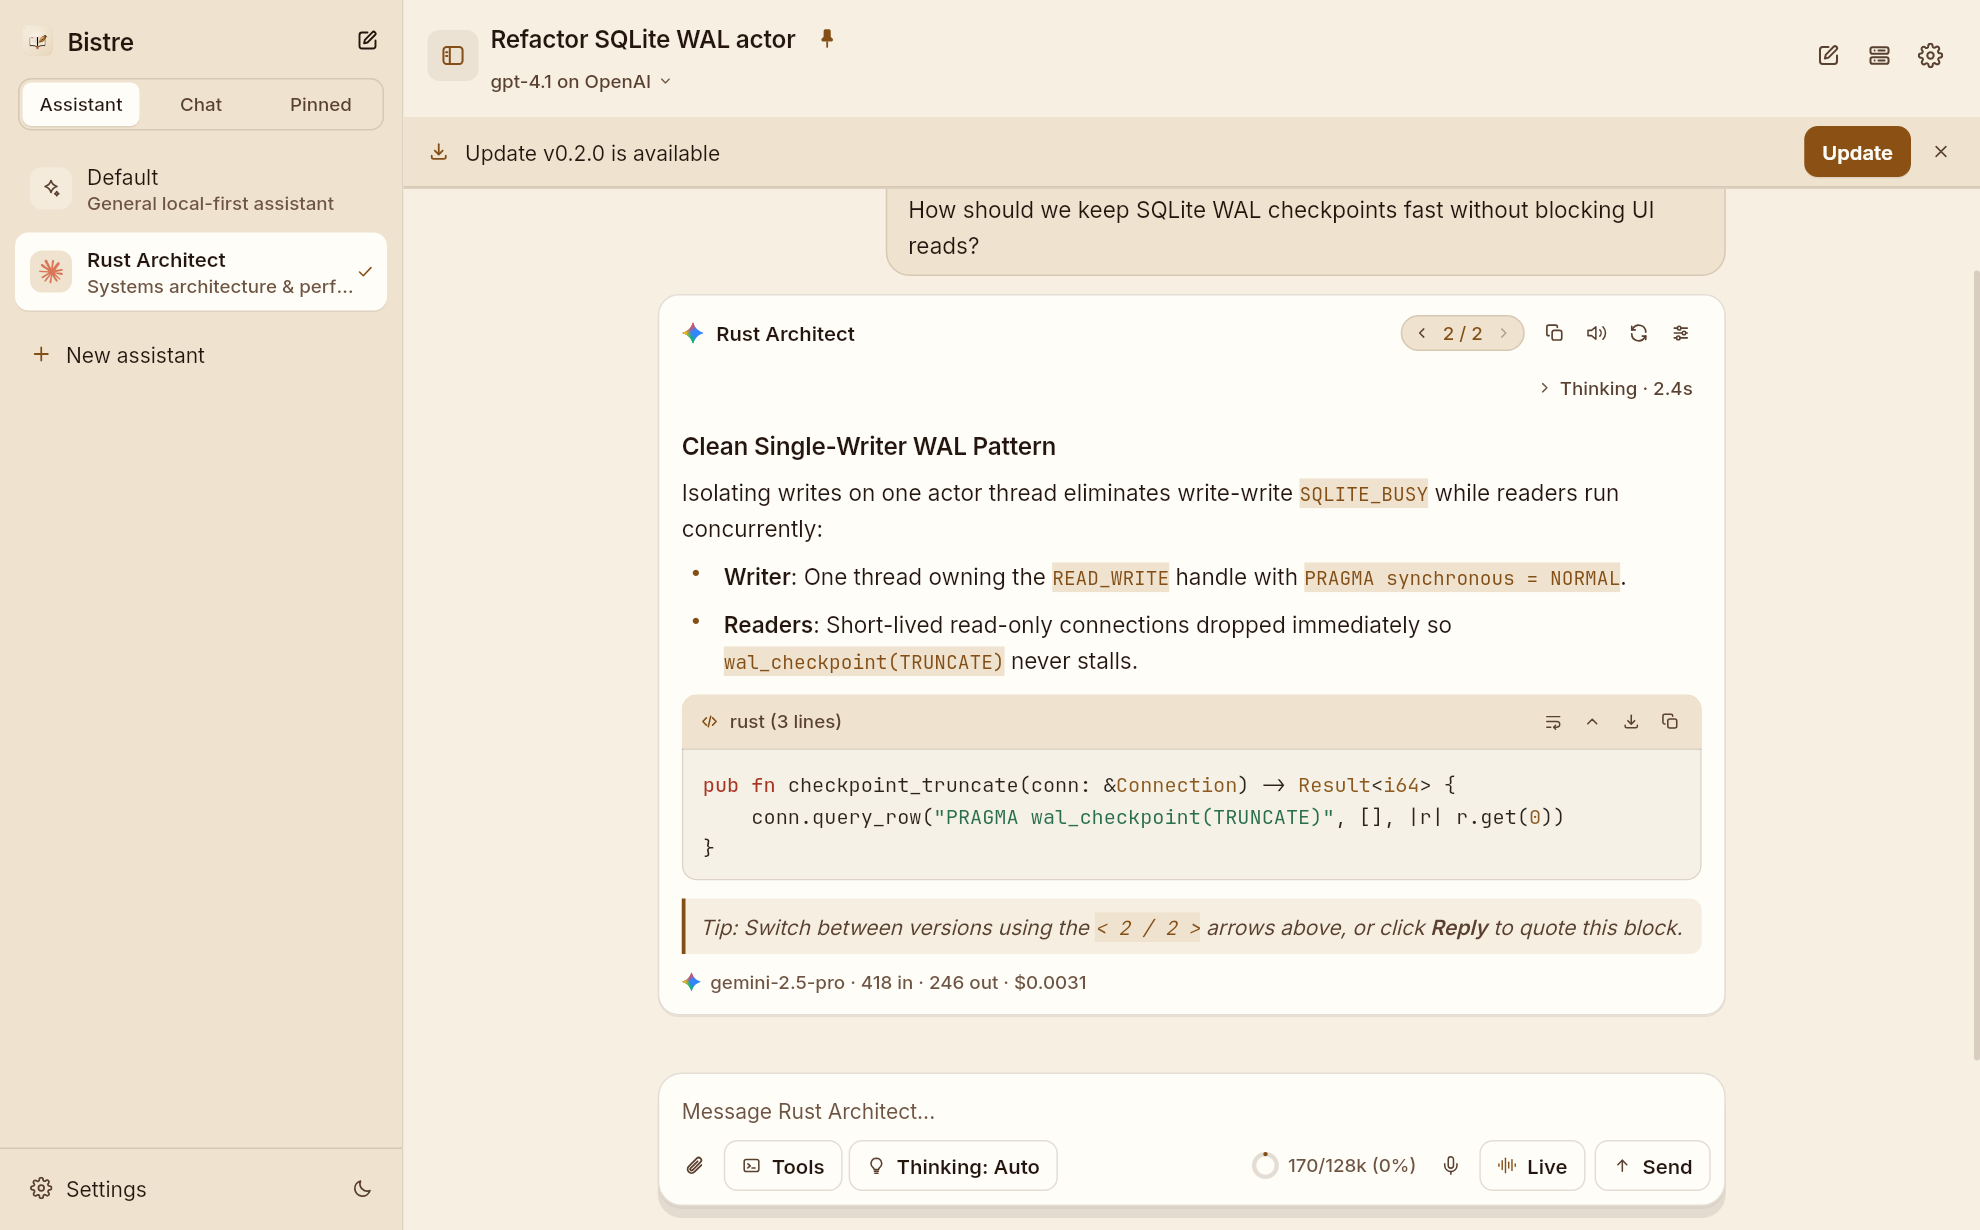 Bistre
Assistant
Chat
Pinned
Default
General local-first assistant
Rust Architect
Systems architecture & perf...
New assistant
Settings
Refactor SQLite WAL actor
gpt-4.1 on OpenAI
Update v0.2.0 is available
Update
How should we keep SQLite WAL checkpoints fast without blocking UI
reads?
Rust Architect
2 / 2
Thinking · 2.4s
Clean Single-Writer WAL Pattern
Isolating writes on one actor thread eliminates write-write SQLITE_BUSY while readers run
concurrently:
• Writer: One thread owning the READ_WRITE handle with PRAGMA synchronous = NORMAL.
• Readers: Short-lived read-only connections dropped immediately so
wal_checkpoint(TRUNCATE) never stalls.
rust (3 lines)
pub fn checkpoint_truncate(conn: &Connection) -> Result<i64> {
    conn.query_row("PRAGMA wal_checkpoint(TRUNCATE)", [], |r| r.get(0))
}
Tip: Switch between versions using the < 2 / 2 > arrows above, or click Reply to quote this block.
gemini-2.5-pro · 418 in · 246 out · $0.0031
Message Rust Architect...
Tools
Thinking: Auto
170/128k (0%)
Live
Send